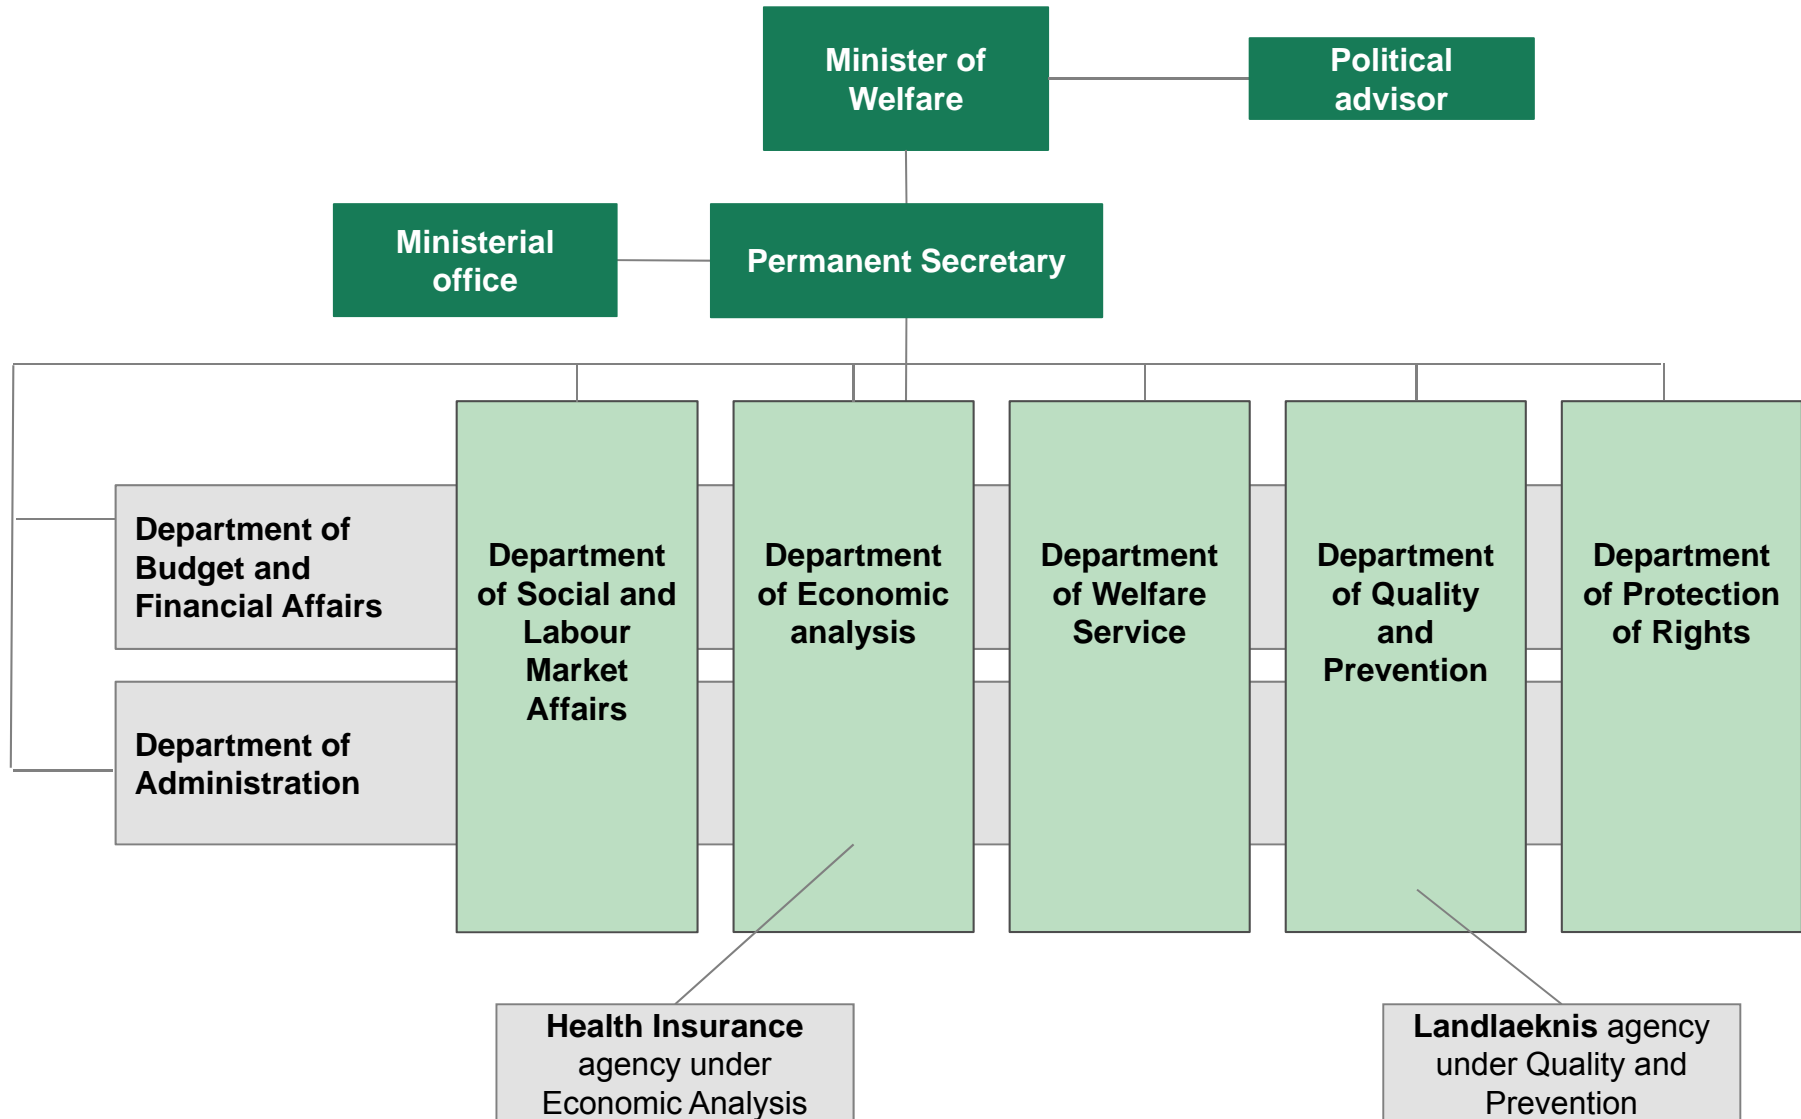 Minister of
Welfare
Political
advisor
Ministerial
office
Permanent Secretary
Department of
Budget and
Financial Affairs
Department of
Administration
Department
of Social and
Labour
Market
Affairs
Department
of Economic
analysis
Department
of Welfare
Service
Department
of Quality
and
Prevention
Department
of Protection
of Rights
Health Insurance
agency under
Economic Analysis
Landlaeknis agency
under Quality and
Prevention